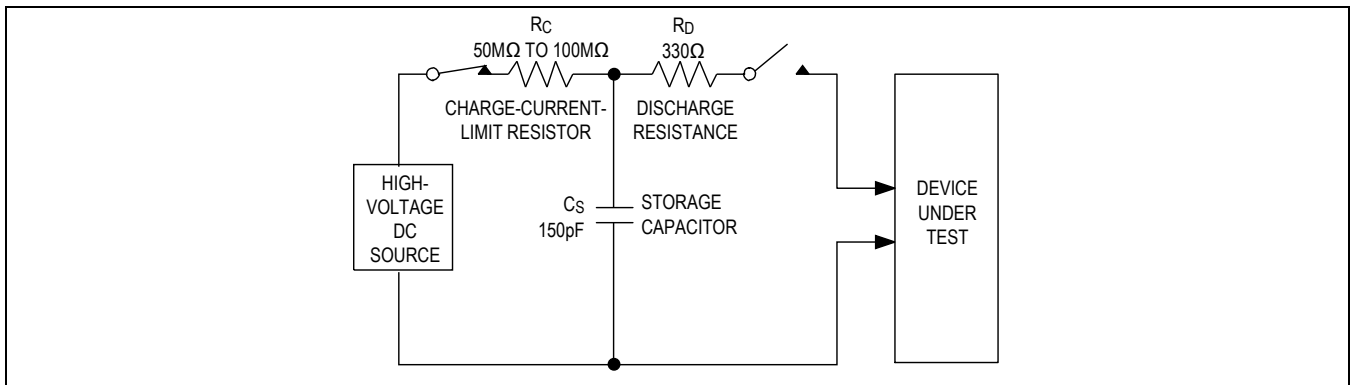 RC
50MΩ TO 100MΩ
CHARGE-CURRENT-
LIMIT RESISTOR
RD
330Ω
DISCHARGE
RESISTANCE
HIGH-
VOLTAGE
DC
SOURCE
CS
150pF
STORAGE
CAPACITOR
DEVICE
UNDER
TEST